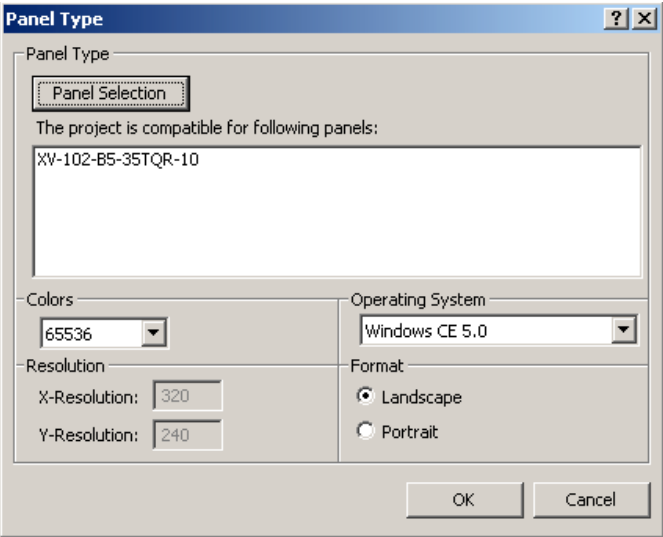 Panel Type
Panel Type
Panel Selection
The project is compatible for following panels:
XV-102-B5-35TQR-10
Colors
65536
Operating System
Windows CE 5.0
Resolution
X-Resolution: 320
Y-Resolution: 240
Format
Landscape
Portrait
OK Cancel